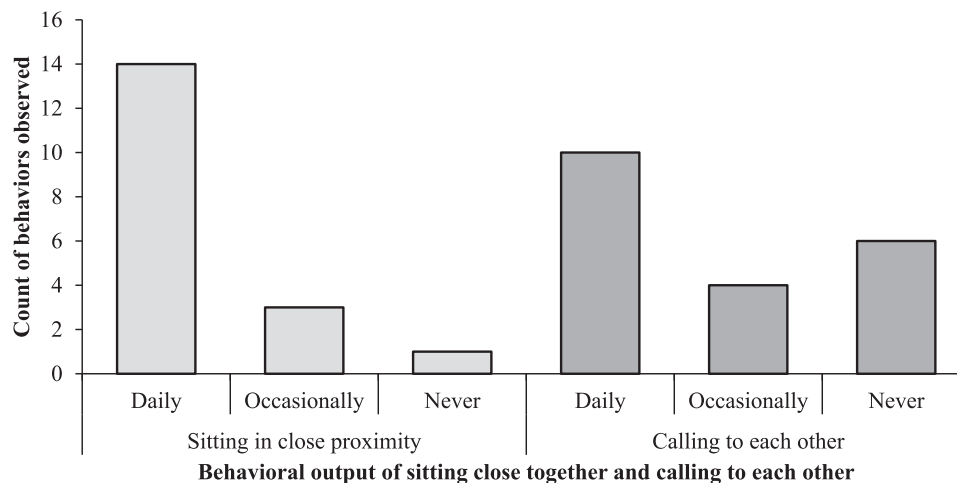 Count of behaviors observed
16
14
12
10
8
6
4
2
0
Daily Occasionally Never Daily Occasionally Never
Sitting in close proximity Calling to each other
Behavioral output of sitting close together and calling to each other